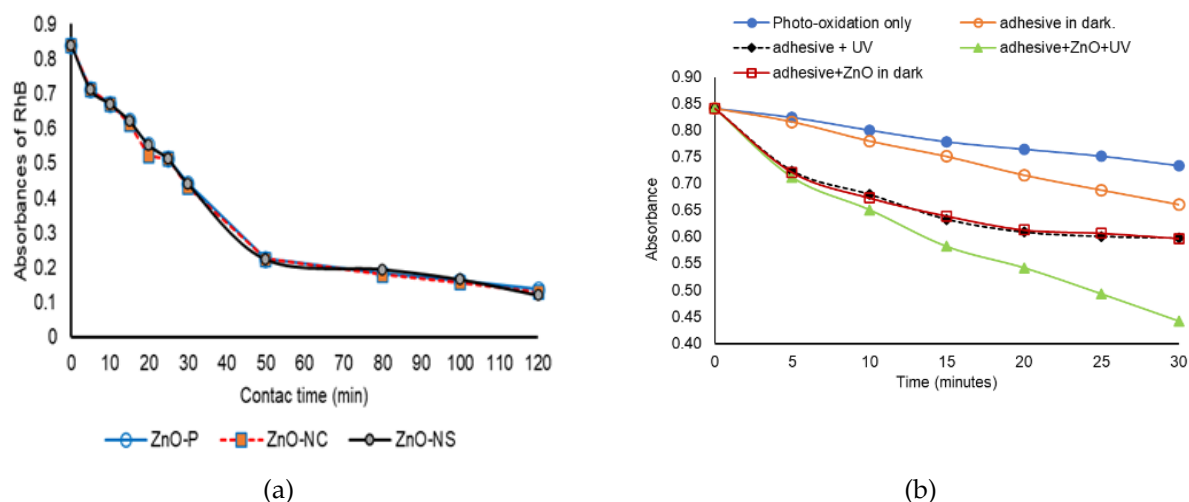 0.9
0.8
0.7
0.6
0.5
0.4
0.3
0.2
0.1
0
Absorbances of RhB
0 10 20 30 40 50 60 70 80 90 100 110 120
Contac time (min)
ZnO-P ZnO-NC ZnO-NS
(a)
Photo-oxidation only adhesive in dark.
adhesive + UV adhesive+ZnO+UV
adhesive+ZnO in dark
0.90
0.85
0.80
0.75
0.70
0.65
0.60
0.55
0.50
0.45
0.40
Absorbance
0 5 10 15 20 25 30
Time (minutes)
(b)